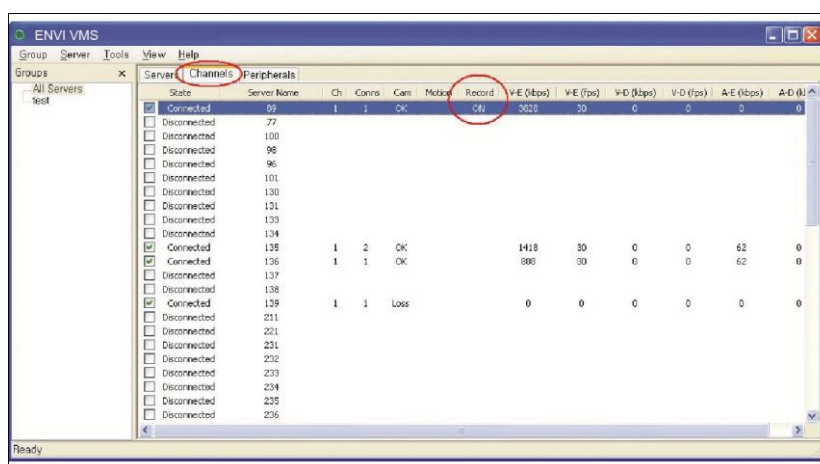 ENVI VMS
Group Server Tools View Help
Groups x
All Servers
test
Servers Channels Peripherals
State Server Name Ch Conns Cam Motion Record V-E (kbps) V-E (fps) V-D (kbps) V-D (fps) A-E (kbps) A-D (k
Connected 89 1 1 OK ON 3828 30 0 0 0 0
Disconnected 77
Disconnected 100
Disconnected 98
Disconnected 96
Disconnected 101
Disconnected 130
Disconnected 131
Disconnected 133
Disconnected 134
Connected 135 1 2 OK 1418 30 0 0 62 0
Connected 136 1 1 OK 888 30 0 0 62 0
Disconnected 137
Disconnected 138
Connected 139 1 1 Loss 0 0 0 0 0 0
Disconnected 211
Disconnected 221
Disconnected 231
Disconnected 232
Disconnected 233
Disconnected 234
Disconnected 235
Disconnected 236
Ready